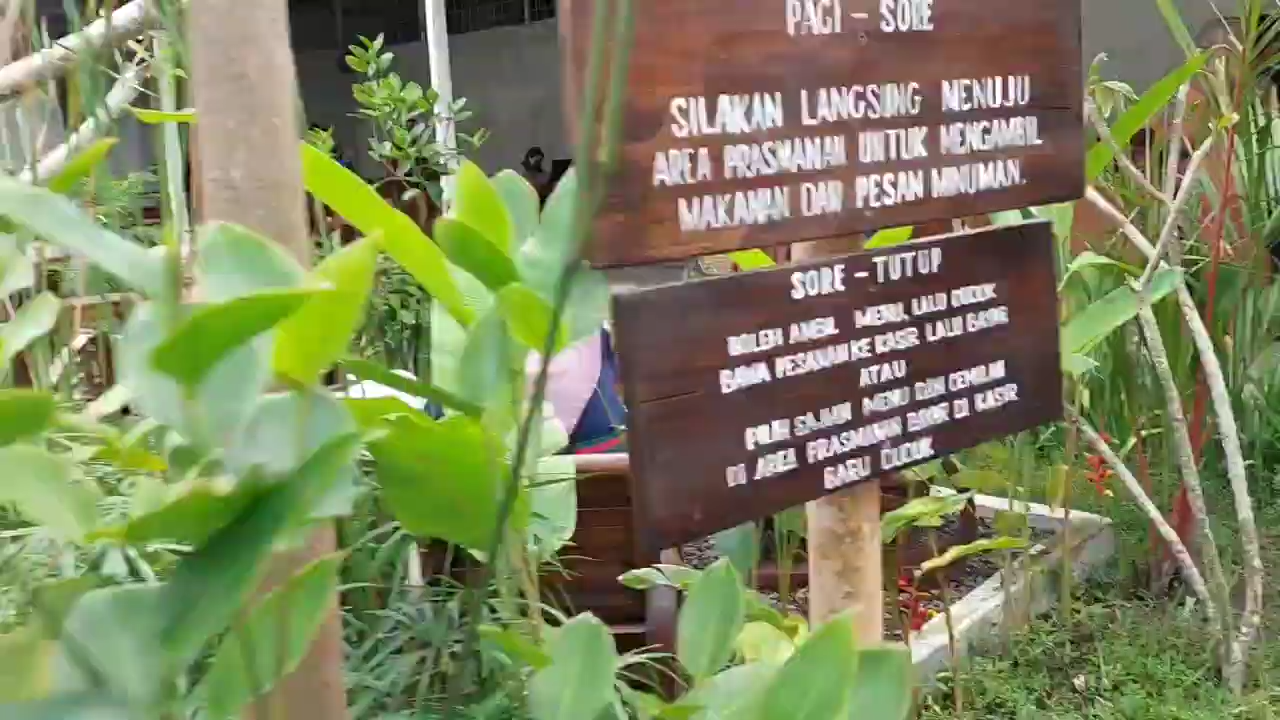 PAGI - SORE
SILAKAN LANGSUNG MENUJU
AREA PRASMANAN UNTUK MENGAMBIL
MAKANAN DAN PESAN MINUMAN.
SORE - TUTUP
BOLEH AMBIL MENU, LALU DUDUK
BAWA PESANAN KE KASIR LALU BAYAR
ATAU
PILIH SAJIAN MENU DAN CEMILAN
DI AREA PRASMANAN BAYAR DI KASIR
BARU DUDUK